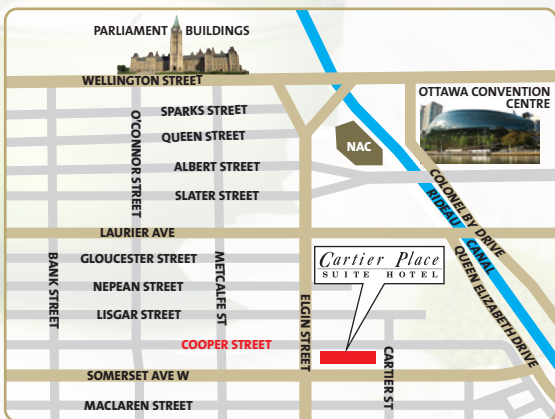 PARLIAMENT BUILDINGS
WELLINGTON STREET
OTTAWA CONVENTION
CENTRE
SPARKS STREET
O'CONNOR STREET
QUEEN STREET
NAC
ALBERT STREET
SLATER STREET
COLONEL BY DRIVE
RIDEAU CANAL
QUEEN ELIZABETH DRIVE
LAURIER AVE
GLOUCESTER STREET
METCALFE ST
BANK STREET
Cartier Place
SUITE HOTEL
NEPEAN STREET
ELGIN STREET
LISGAR STREET
COOPER STREET
CARTIER ST
SOMERSET AVE W
MACLAREN STREET